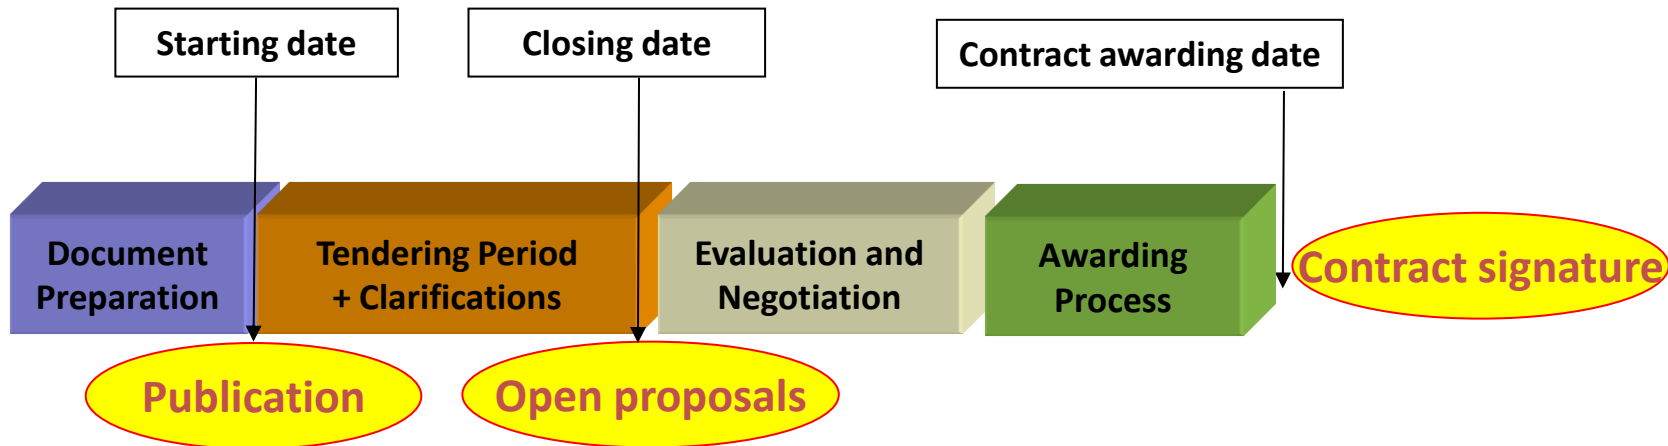 Starting date
Closing date
Contract awarding date
Document
Preparation
Tendering Period
+ Clarifications
Evaluation and
Negotiation
Awarding
Process
Contract signature
Publication
Open proposals